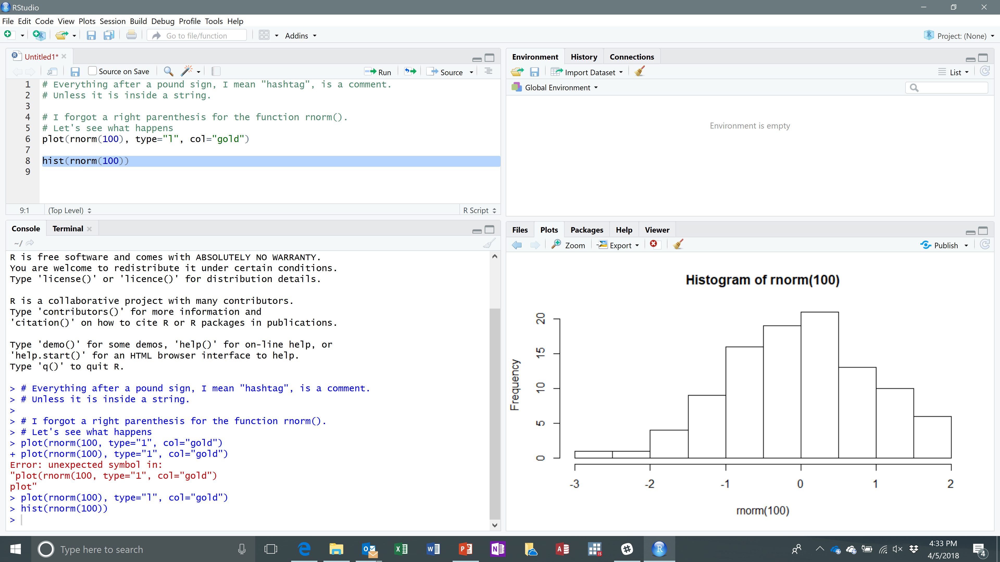 RStudio
File Edit Code View Plots Session Build Debug Profile Tools Help
Go to file/function
Addins
Project: (None)
Untitled1*
Source on Save
Run
Source
1 # Everything after a pound sign, I mean "hashtag", is a comment.
2 # Unless it is inside a string.
3
4 # I forgot a right parenthesis for the function rnorm().
5 # Let's see what happens
6 plot(rnorm(100), type="l", col="gold")
7
8 hist(rnorm(100))
9
9:1 (Top Level)
R Script
Console Terminal
~/
R is free software and comes with ABSOLUTELY NO WARRANTY.
You are welcome to redistribute it under certain conditions.
Type 'license()' or 'licence()' for distribution details.
R is a collaborative project with many contributors.
Type 'contributors()' for more information and
'citation()' on how to cite R or R packages in publications.
Type 'demo()' for some demos, 'help()' for on-line help, or
'help.start()' for an HTML browser interface to help.
Type 'q()' to quit R.
> # Everything after a pound sign, I mean "hashtag", is a comment.
> # Unless it is inside a string.
>
> # I forgot a right parenthesis for the function rnorm().
> # Let's see what happens
> plot(rnorm(100, type="1", col="gold")
+ plot(rnorm(100), type="1", col="gold")
Error: unexpected symbol in:
"plot(rnorm(100, type="1", col="gold")
plot"
> plot(rnorm(100), type="l", col="gold")
> hist(rnorm(100))
>
Environment History Connections
Import Dataset
List
Global Environment
Environment is empty
Files Plots Packages Help Viewer
Zoom
Export
Publish
Histogram of rnorm(100)
Frequency
20
15
10
5
0
-3 -2 -1 0 1 2
rnorm(100)
Type here to search
15
4:33 PM
4/5/2018
4